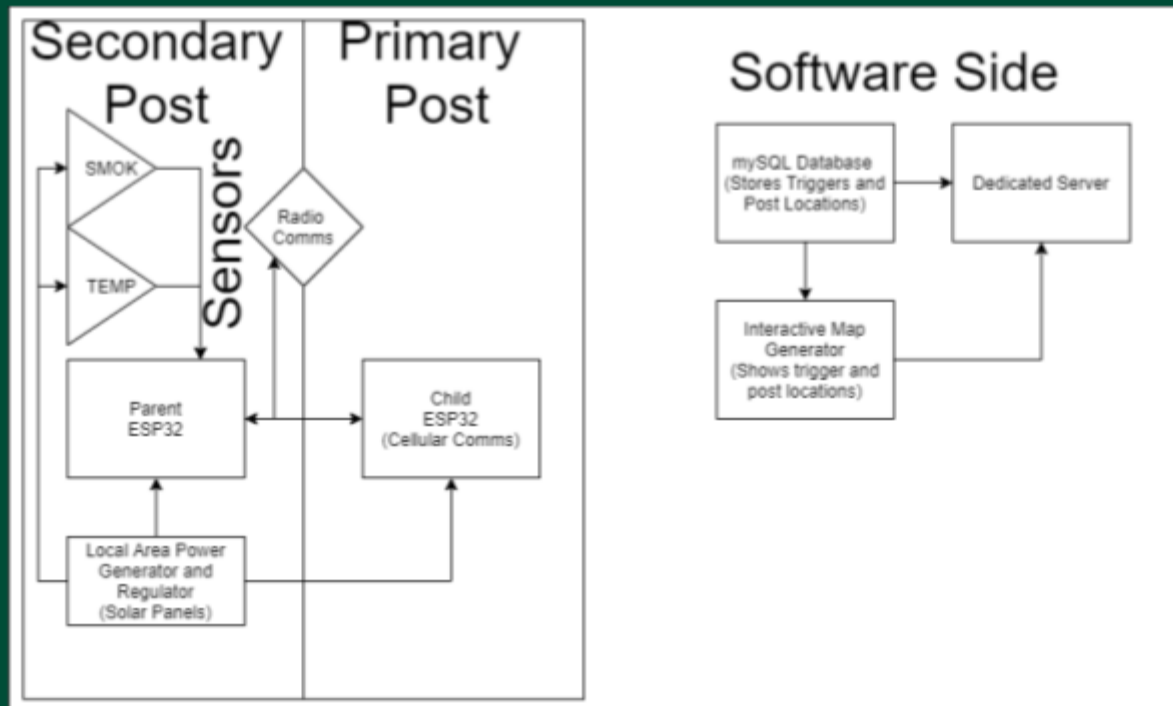 Secondary
Post
Primary
Post
SMOK
TEMP
Sensors
Radio
Comms
Parent
ESP32
Child
ESP32
(Cellular Comms)
Local Area Power
Generator and
Regulator
(Solar Panels)
Software Side
mySQL Database
(Stores Triggers and
Post Locations)
Dedicated Server
Interactive Map
Generator
(Shows trigger and
post locations)